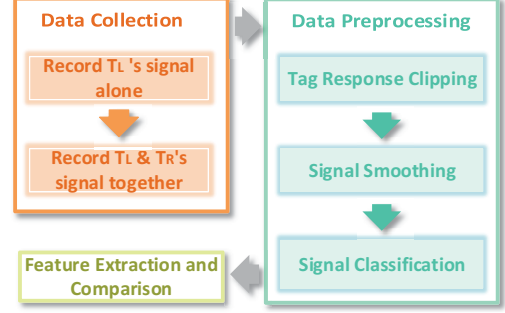 Data Collection
Record TL 's signal
alone
Record TL & TR's
signal together
Data Preprocessing
Tag Response Clipping
Signal Smoothing
Signal Classification
Feature Extraction and
Comparison